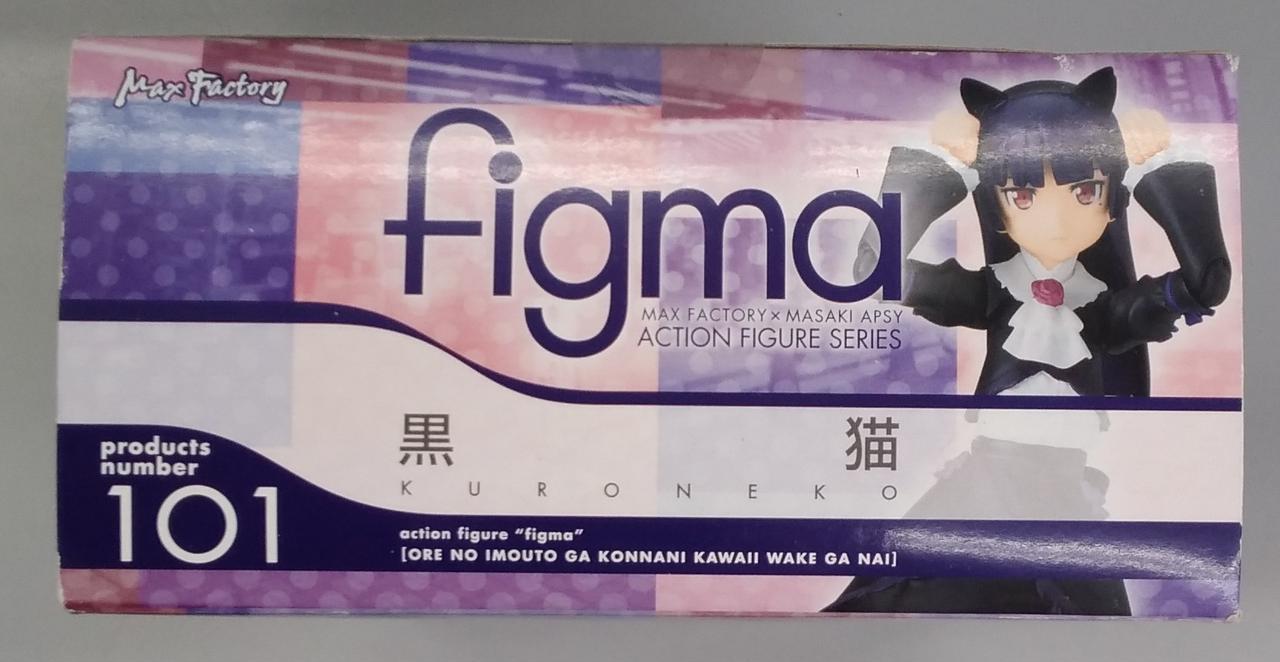 Max Factory
figma
MAX FACTORY × MASAKI APSY
ACTION FIGURE SERIES
黒 猫
KURONEKO
products
number
101
action figure "figma"
[ORE NO IMOUTO GA KONNANI KAWAII WAKE GA NAI]